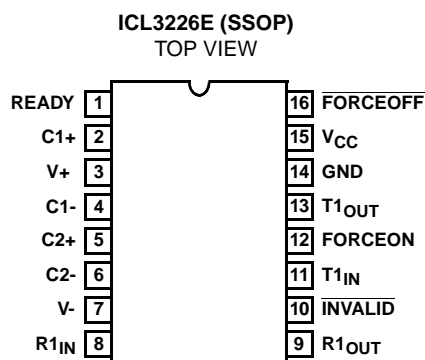 ICL3226E (SSOP)
TOP VIEW
READY 1 16 FORCEOFF
C1+ 2 15 VCC
V+ 3 14 GND
C1- 4 13 T1OUT
C2+ 5 12 FORCEON
C2- 6 11 T1IN
V- 7 10 INVALID
R1IN 8 9 R1OUT